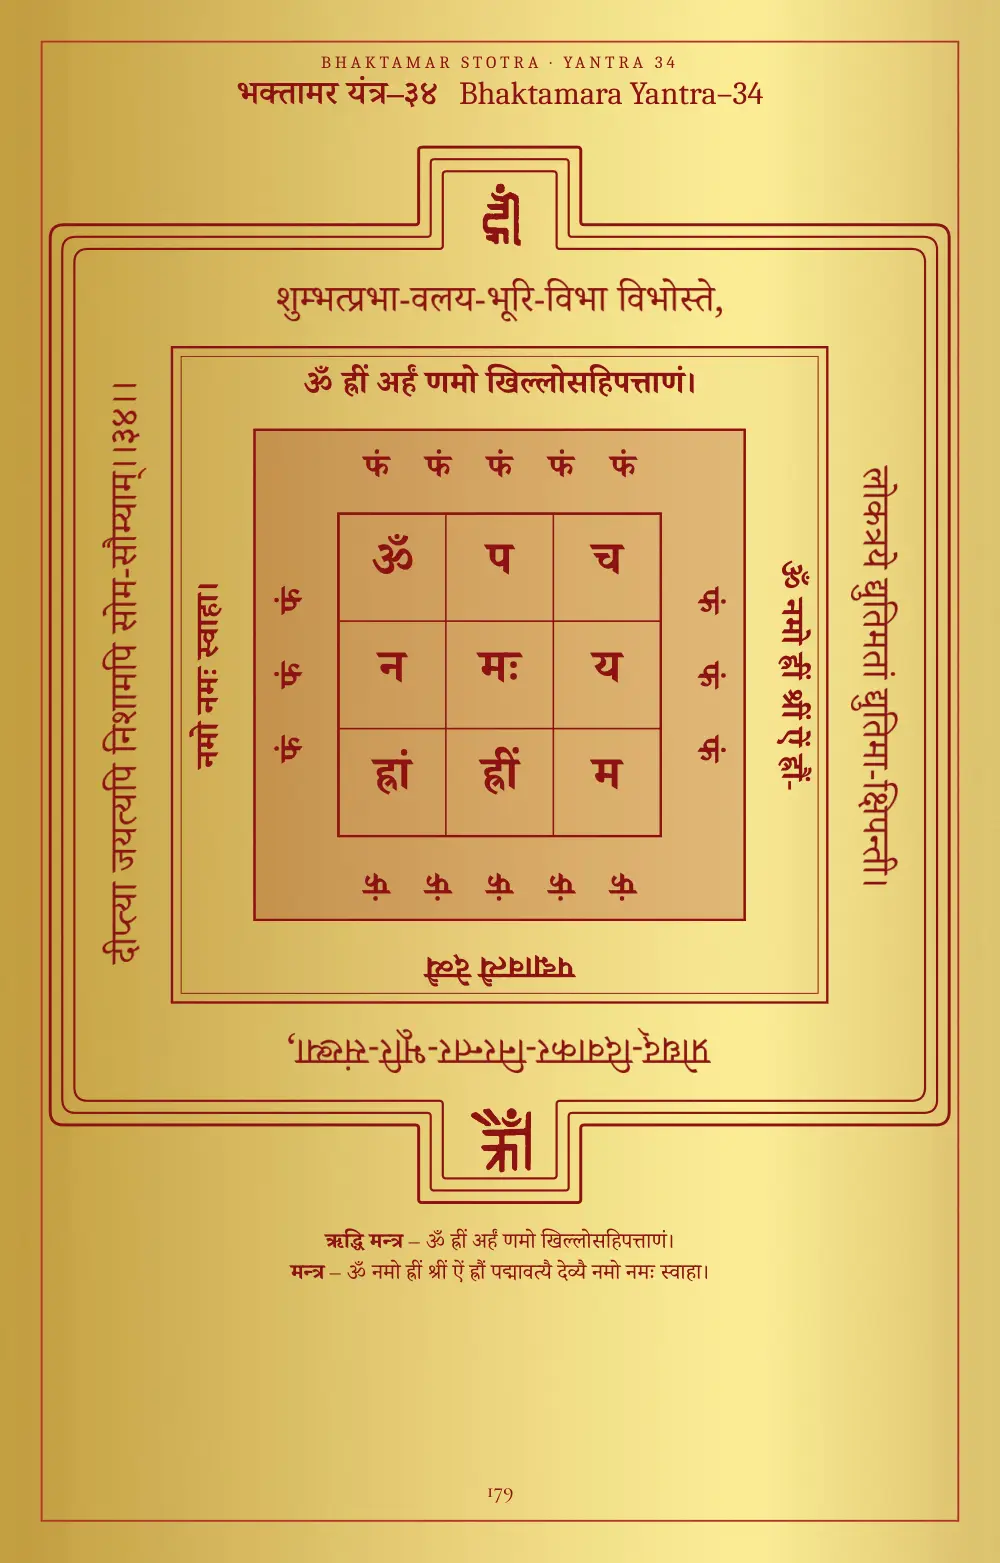 BHAKTAMAR STOTRA · YANTRA 34
भक्तामर यंत्र–३४ Bhaktamara Yantra–34
शुम्भत्प्रभा-वलय-भूरि-विभा विभोस्ते,
लोकत्रये द्युतिमतां द्युतिमा-क्षिपन्ती।
प्रोद्यद्-दिवाकर-निरन्तर-भूरि-संख्या,
दीप्त्या जयत्यपि निशामपि सोम-सौम्याम्।।३४।।
ॐ ह्रीं अर्हं णमो खिल्लोसहिपत्ताणं।
ॐ नमो ह्रीं श्रीं ऐं ह्रौं-
पद्मावत्यै देव्यै
नमो नमः स्वाहा।
फं फं फं फं फं
फं फं फं
फं फं फं फं फं
फं फं फं
ॐ प च
न मः य
ह्रां ह्रीं म
ऋद्धि मन्त्र – ॐ ह्रीं अर्हं णमो खिल्लोसहिपत्ताणं।
मन्त्र – ॐ नमो ह्रीं श्रीं ऐं ह्रौं पद्मावत्यै देव्यै नमो नमः स्वाहा।
179